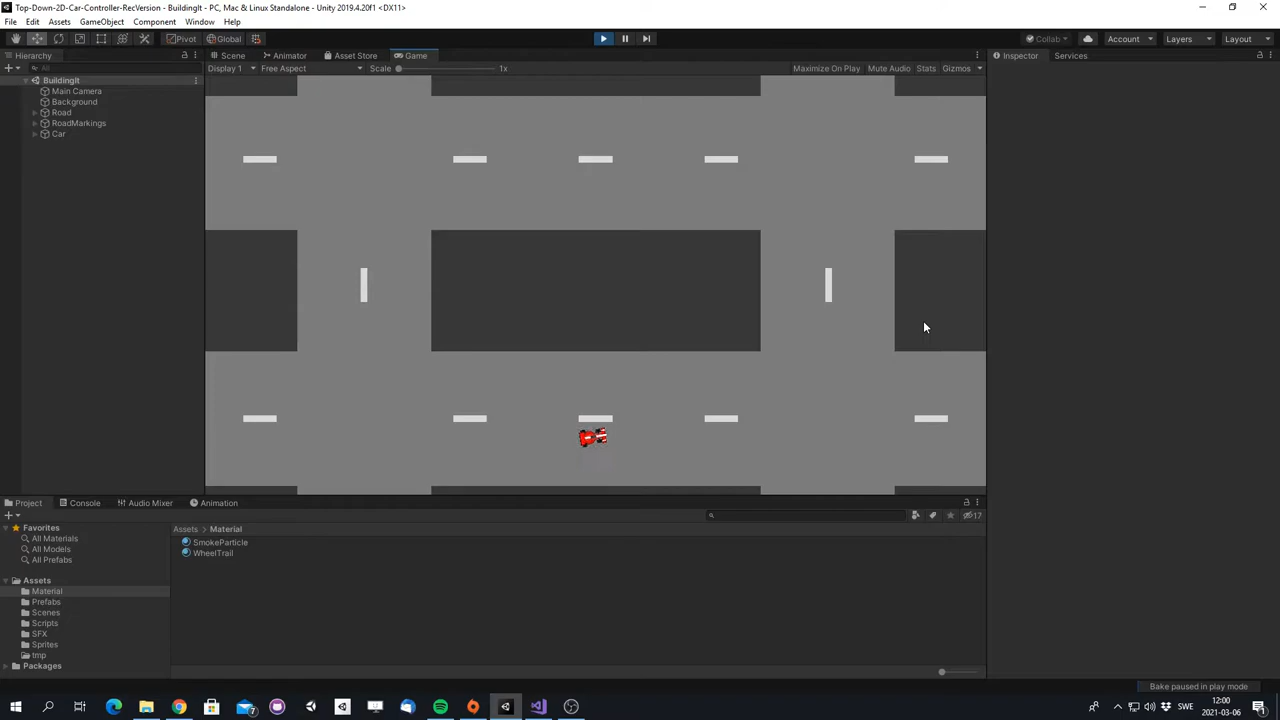 Top-Down-2D-Car-Controller-RecVersion - BuildingIt - PC, Mac & Linux Standalone - Unity 2019.4.20f1 <DX11>
File Edit Assets GameObject Component Window Help
Pivot Global Collab Account Layers Layout
Hierarchy Scene Animator Asset Store Game Inspector Services
All Display 1 Free Aspect Scale 1x Maximize On Play Mute Audio Stats Gizmos
BuildingIt
Main Camera
Background
Road
RoadMarkings
Car
Project Console Audio Mixer Animation
17
Favorites
All Materials
All Models
All Prefabs
Assets
Material
Prefabs
Scenes
Scripts
SFX
Sprites
tmp
Packages
Assets > Material
SmokeParticle
WheelTrail
Bake paused in play mode
7
SWE
12:00
2021-03-06
1